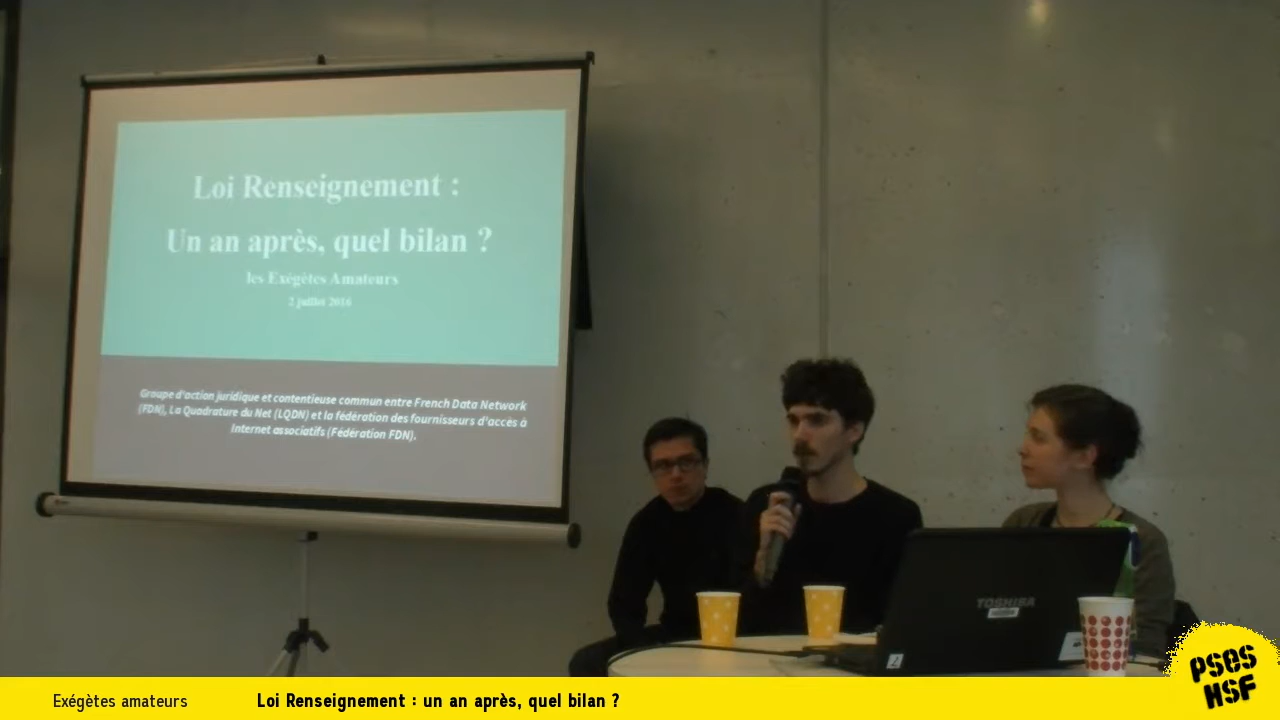 Loi Renseignement :
Un an après, quel bilan ?
les Exégètes Amateurs
2 juillet 2016
Groupe d'action juridique et contentieuse commun entre French Data Network
(FDN), La Quadrature du Net (LQDN) et la fédération des fournisseurs d'accès à
Internet associatifs (Fédération FDN).
TOSHIBA
PSES
HSF
Exégètes amateurs
Loi Renseignement : un an après, quel bilan ?